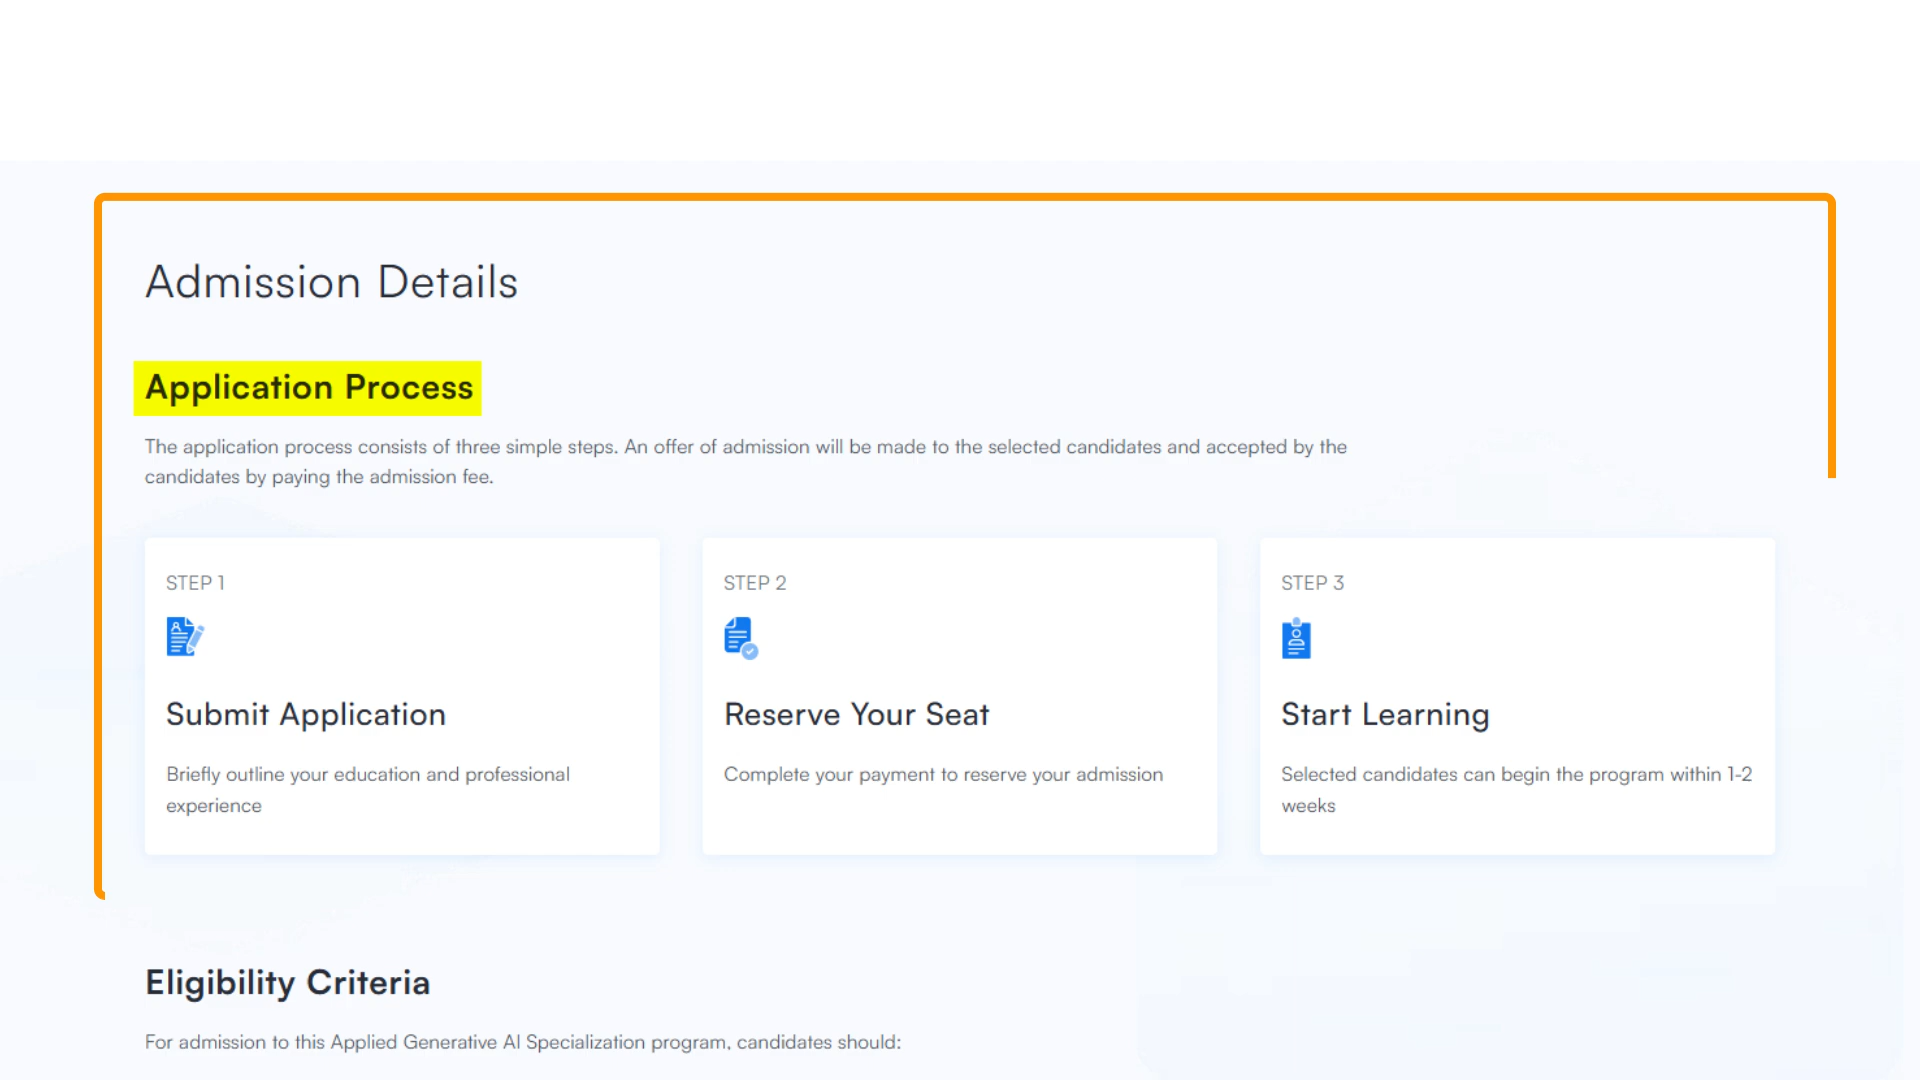 Admission Details
Application Process
The application process consists of three simple steps. An offer of admission will be made to the selected candidates and accepted by the
candidates by paying the admission fee.
STEP 1
Submit Application
Briefly outline your education and professional
experience
STEP 2
Reserve Your Seat
Complete your payment to reserve your admission
STEP 3
Start Learning
Selected candidates can begin the program within 1-2
weeks
Eligibility Criteria
For admission to this Applied Generative AI Specialization program, candidates should: